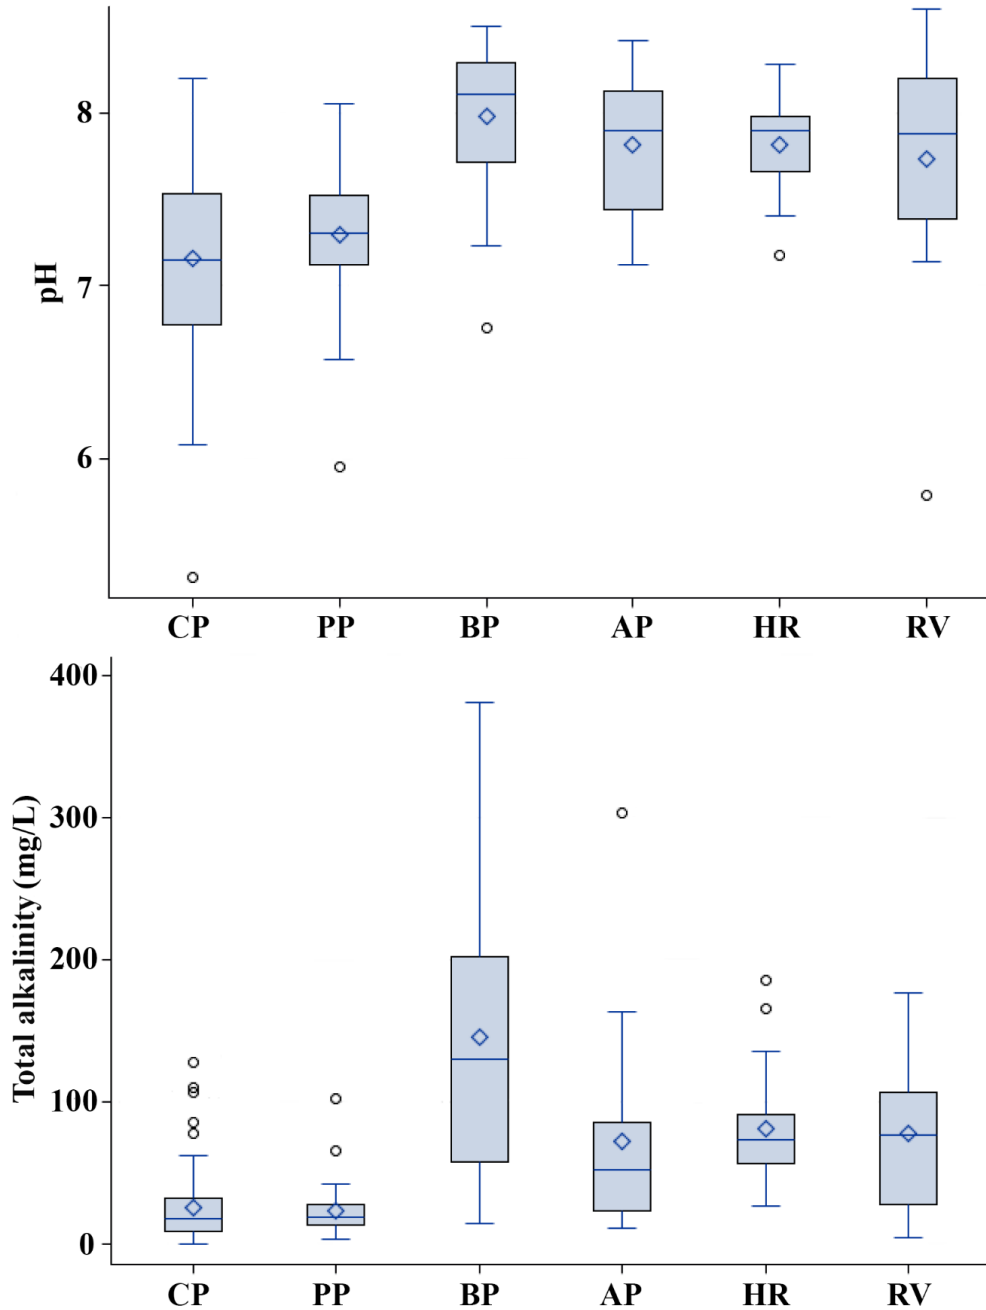 8
7
6
pH
CP PP BP AP HR RV
400
300
200
100
0
Total alkalinity (mg/L)
CP PP BP AP HR RV